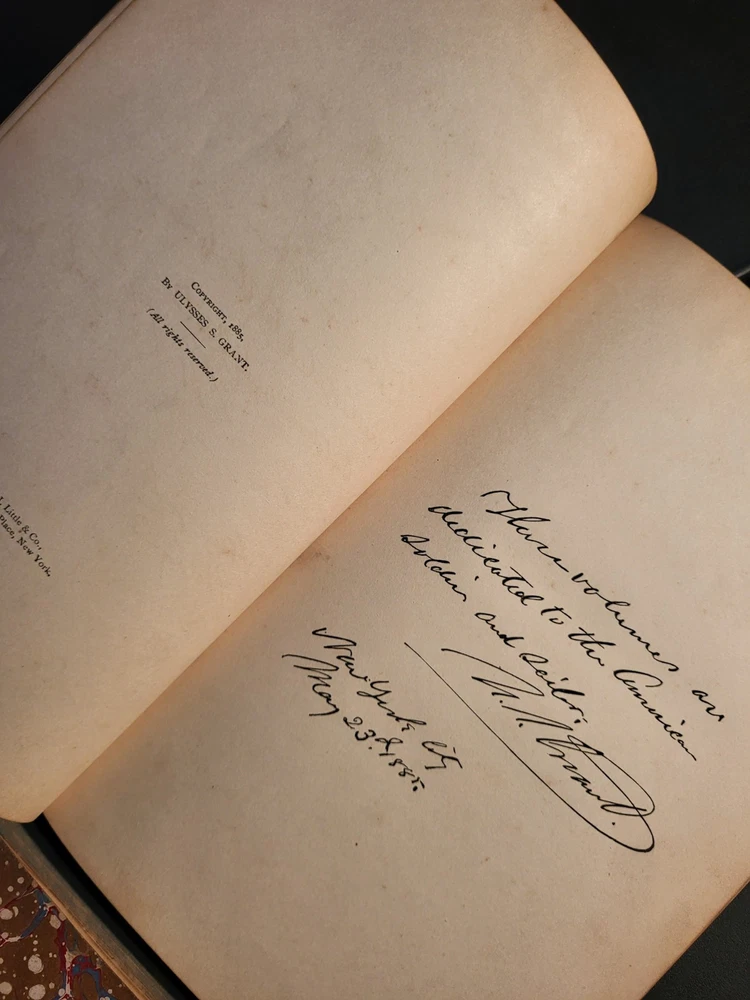 COPYRIGHT, 1885,
BY ULYSSES S. GRANT.
(All rights reserved.)
Little & Co.,
Place, New York.
These volumes are
dedicated to the American
soldier and sailor.
U. S. Grant.
New York City
May 23d. 1885.